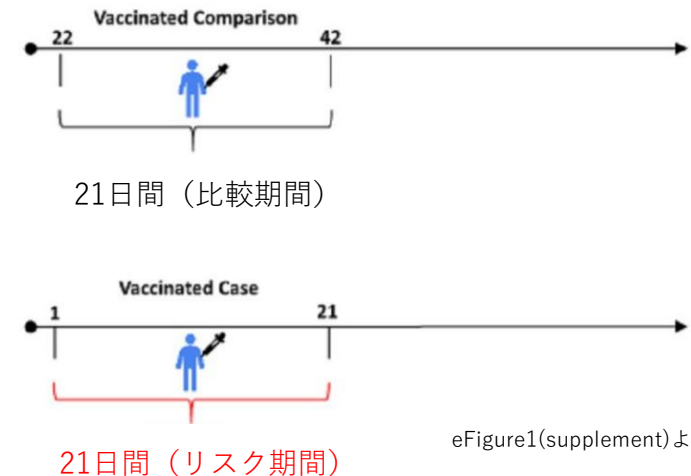 Vaccinated Comparison
22 42
21日間（比較期間）
Vaccinated Case
1 21
eFigure1(supplement)よ
21日間（リスク期間）